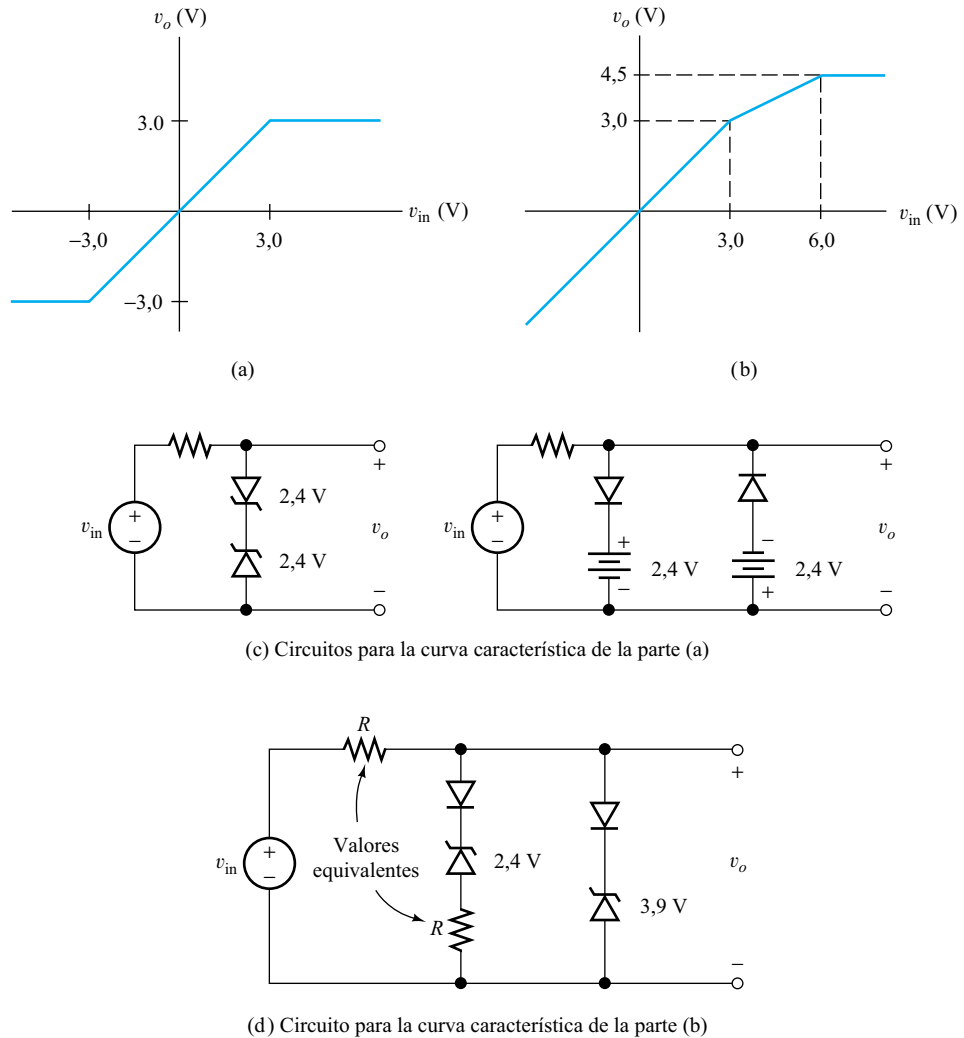 v_o (V)
3.0
v_in (V)
−3,0
3,0
−3,0
(a)
v_o (V)
4,5
3,0
v_in (V)
3,0
6,0
(b)
v_in
+
−
2,4 V
2,4 V
+
v_o
−
v_in
+
−
+
2,4 V
−
−
2,4 V
+
+
v_o
−
(c) Circuitos para la curva característica de la parte (a)
R
v_in
+
−
Valores
equivalentes
R
2,4 V
3,9 V
+
v_o
−
(d) Circuito para la curva característica de la parte (b)